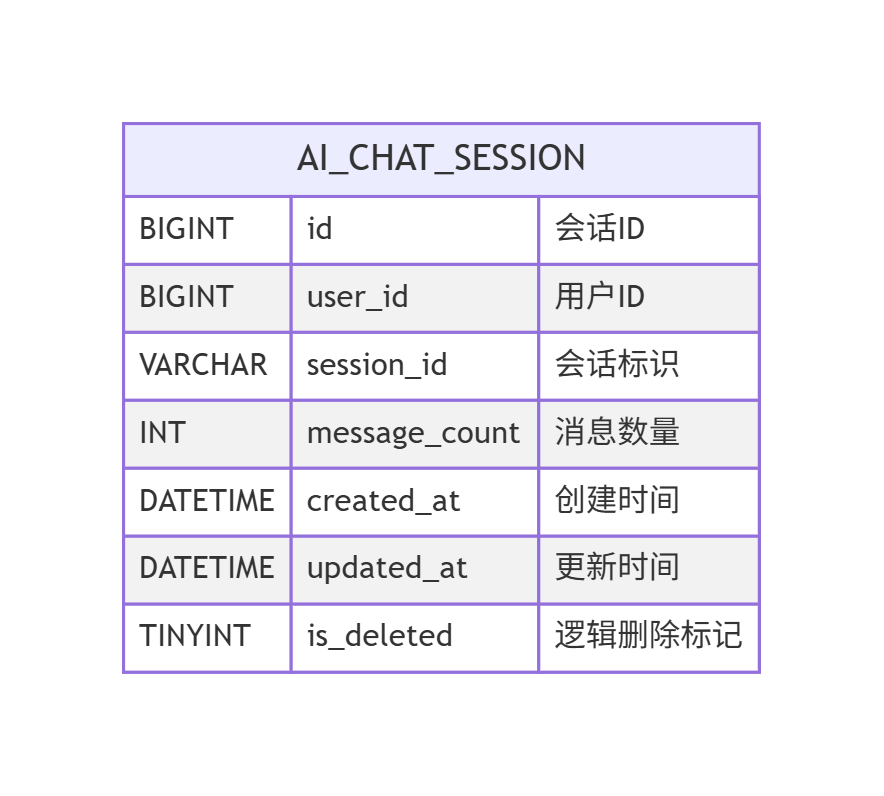 AI_CHAT_SESSION
BIGINT id 会话ID
BIGINT user_id 用户ID
VARCHAR session_id 会话标识
INT message_count 消息数量
DATETIME created_at 创建时间
DATETIME updated_at 更新时间
TINYINT is_deleted 逻辑删除标记